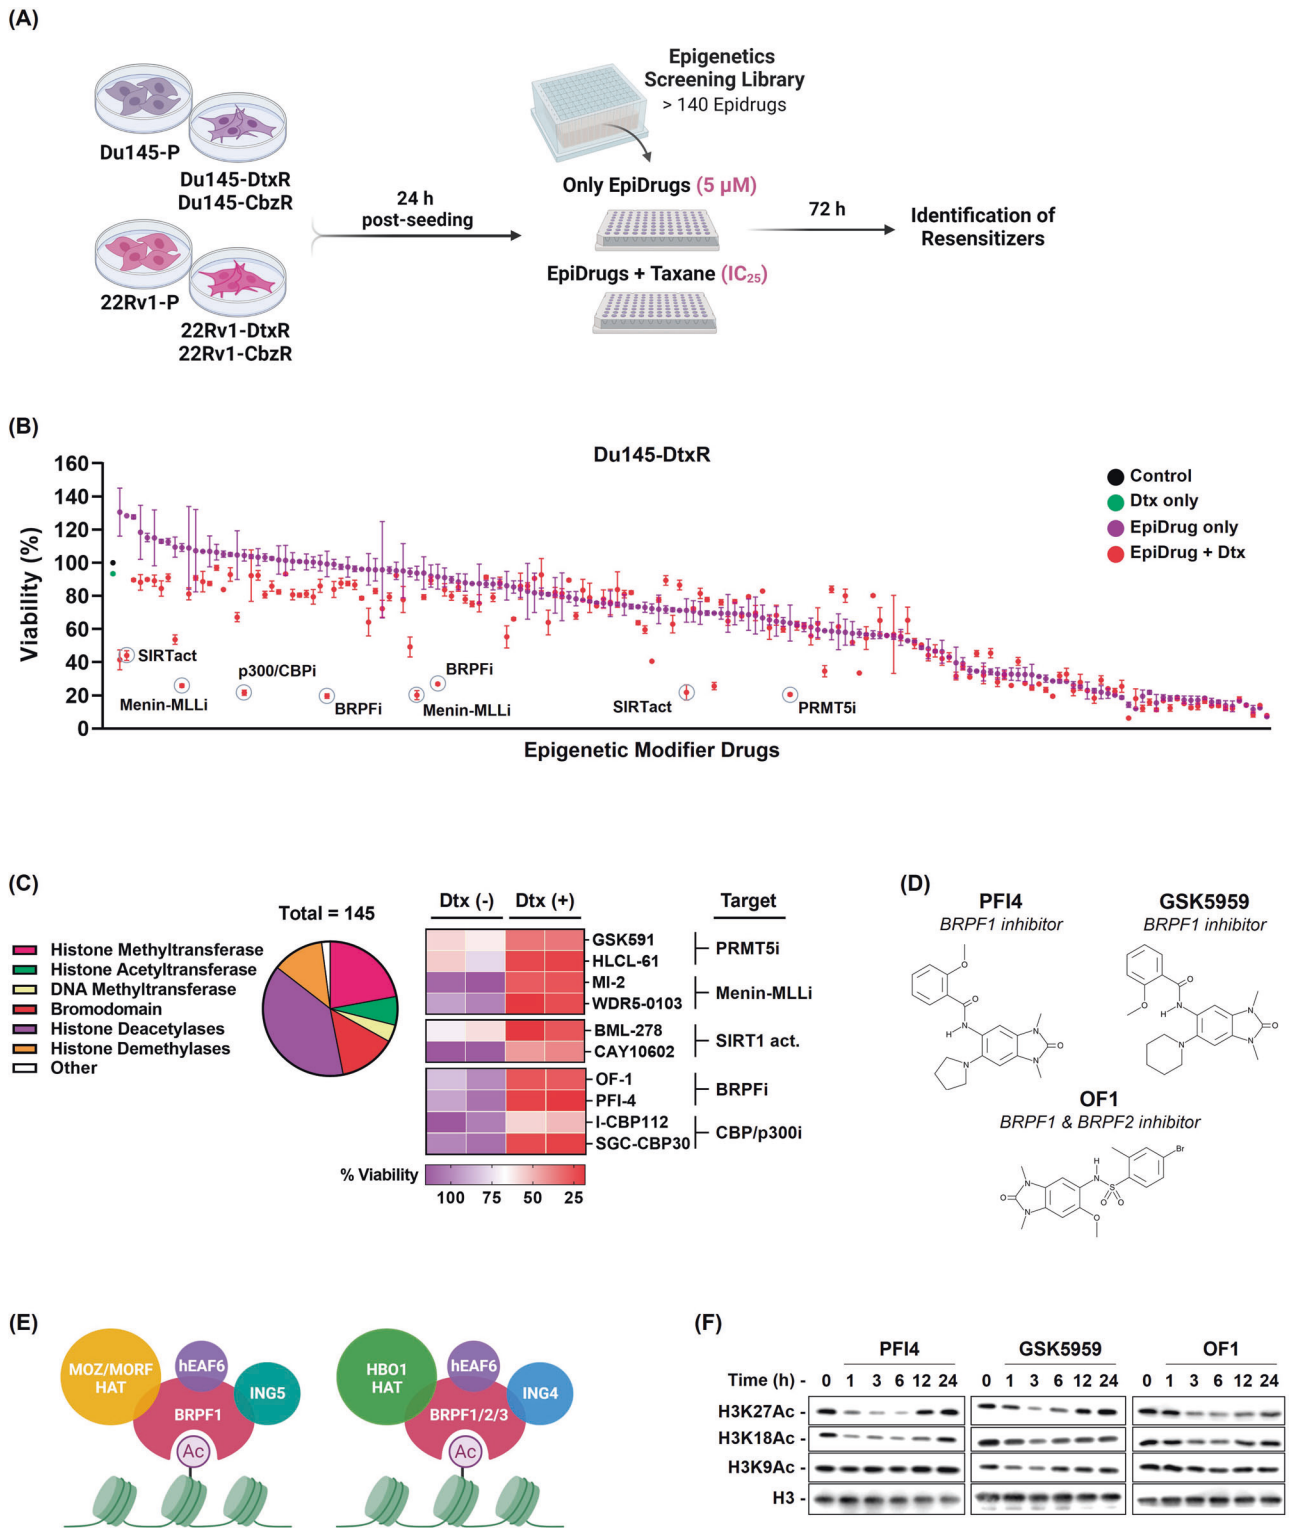 (A)
Epigenetics
Screening Library
> 140 Epidrugs
Du145-P
Du145-DtxR
Du145-CbzR
22Rv1-P
22Rv1-DtxR
22Rv1-CbzR
24 h
post-seeding
Only EpiDrugs (5 µM)
EpiDrugs + Taxane (IC25)
72 h
Identification of
Resensitizers
(B)
Du145-DtxR
Viability (%)
160
140
120
100
80
60
40
20
0
Control
Dtx only
EpiDrug only
EpiDrug + Dtx
SIRTact
Menin-MLLi
p300/CBPi
BRPFi
Menin-MLLi
BRPFi
SIRTact
PRMT5i
Epigenetic Modifier Drugs
(C)
Total = 145
Histone Methyltransferase
Histone Acetyltransferase
DNA Methyltransferase
Bromodomain
Histone Deacetylases
Histone Demethylases
Other
Dtx (-) Dtx (+) Target
GSK591
HLCL-61
PRMT5i
MI-2
WDR5-0103
Menin-MLLi
BML-278
CAY10602
SIRT1 act.
OF-1
PFI-4
BRPFi
I-CBP112
SGC-CBP30
CBP/p300i
% Viability
100 75 50 25
(D)
PFI4
BRPF1 inhibitor
O
O
N
H
N
N
O
N
GSK5959
BRPF1 inhibitor
O
O
N
H
N
N
O
N
OF1
BRPF1 & BRPF2 inhibitor
O
N
N
H
N
S
O O
O
Br
(E)
MOZ/MORF
HAT
hEAF6
ING5
BRPF1
Ac
HBO1
HAT
hEAF6
ING4
BRPF1/2/3
Ac
(F)
PFI4 GSK5959 OF1
Time (h) - 0 1 3 6 12 24 0 1 3 6 12 24 0 1 3 6 12 24
H3K27Ac -
H3K18Ac -
H3K9Ac -
H3 -